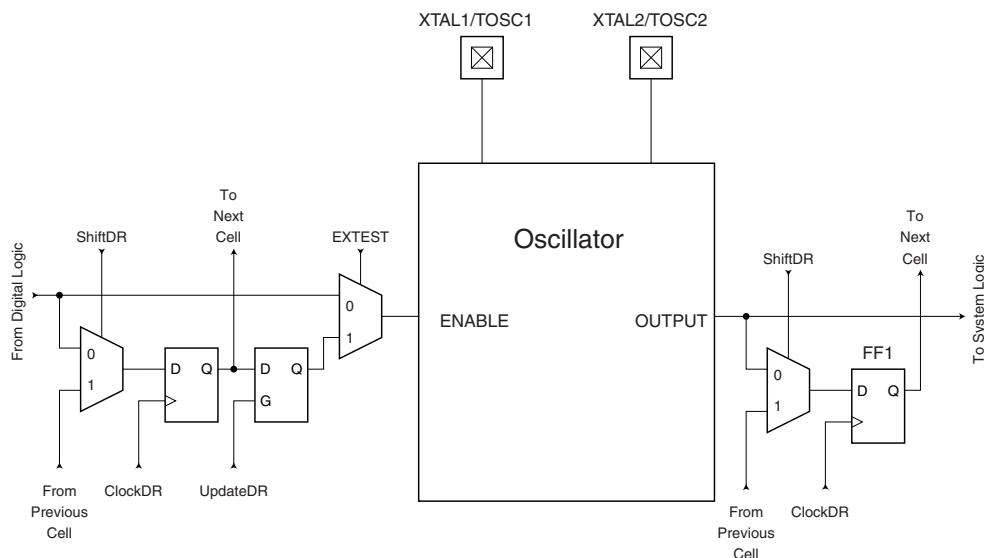 XTAL1/TOSC1
XTAL2/TOSC2
To
Next
Cell
ShiftDR
EXTEST
From Digital Logic
0
1
D Q
D Q
G
0
1
From
Previous
Cell
ClockDR
UpdateDR
Oscillator
ENABLE
OUTPUT
To
Next
Cell
ShiftDR
FF1
0
1
D Q
To System Logic
From
Previous
Cell
ClockDR